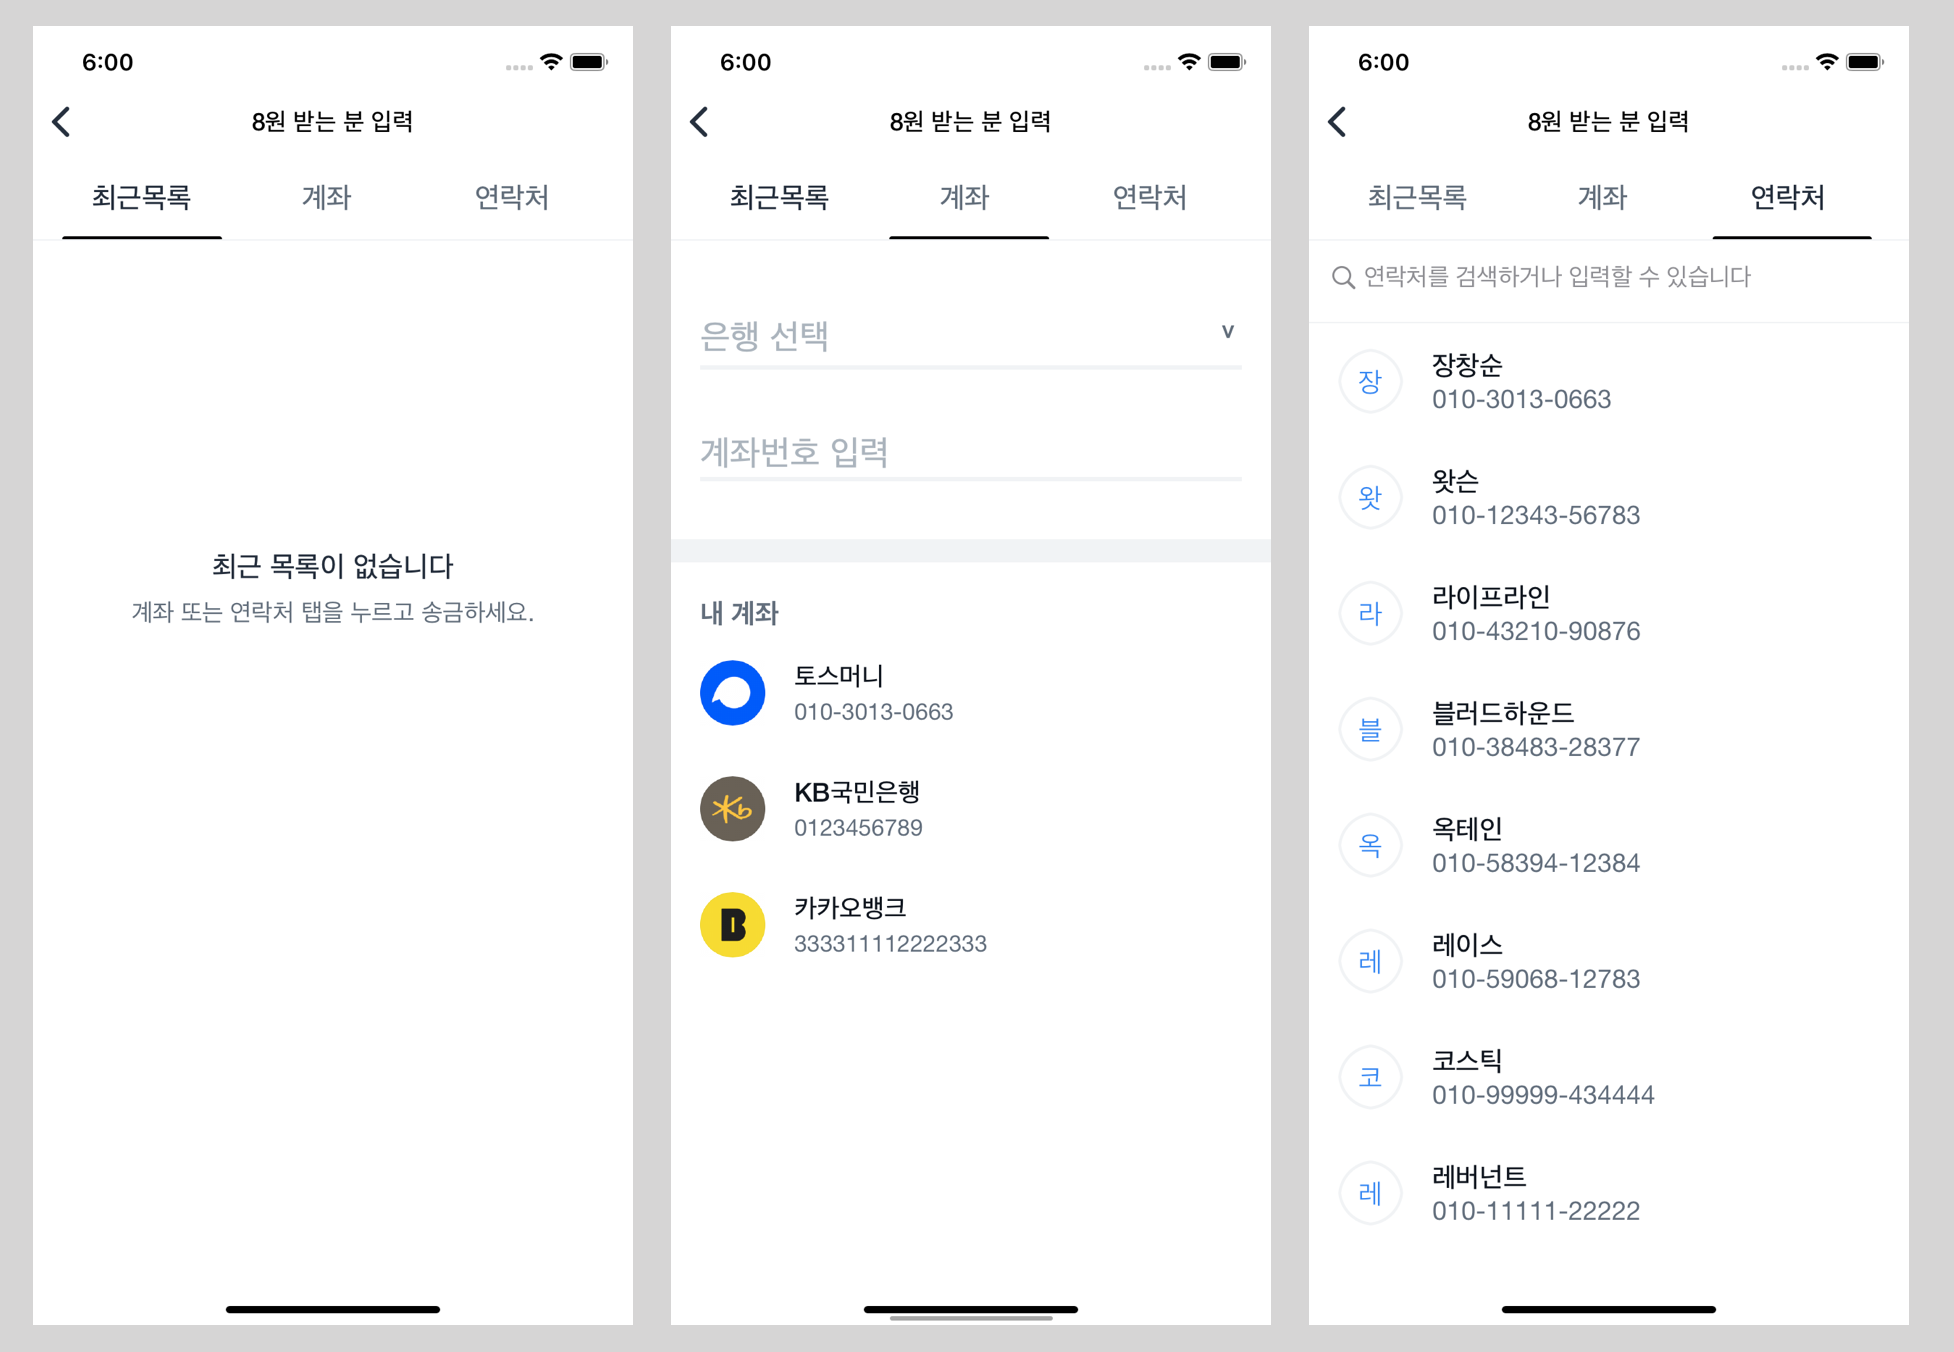 6:00
8원 받는 분 입력
최근목록 계좌 연락처
최근 목록이 없습니다
계좌 또는 연락처 탭을 누르고 송금하세요.
6:00
8원 받는 분 입력
최근목록 계좌 연락처
은행 선택 v
계좌번호 입력
내 계좌
토스머니
010-3013-0663
Kb
KB국민은행
0123456789
B
카카오뱅크
333311112222333
6:00
8원 받는 분 입력
최근목록 계좌 연락처
연락처를 검색하거나 입력할 수 있습니다
장
장창순
010-3013-0663
왓
왓슨
010-12343-56783
라
라이프라인
010-43210-90876
블
블러드하운드
010-38483-28377
옥
옥테인
010-58394-12384
레
레이스
010-59068-12783
코
코스틱
010-99999-434444
레
레버넌트
010-11111-22222